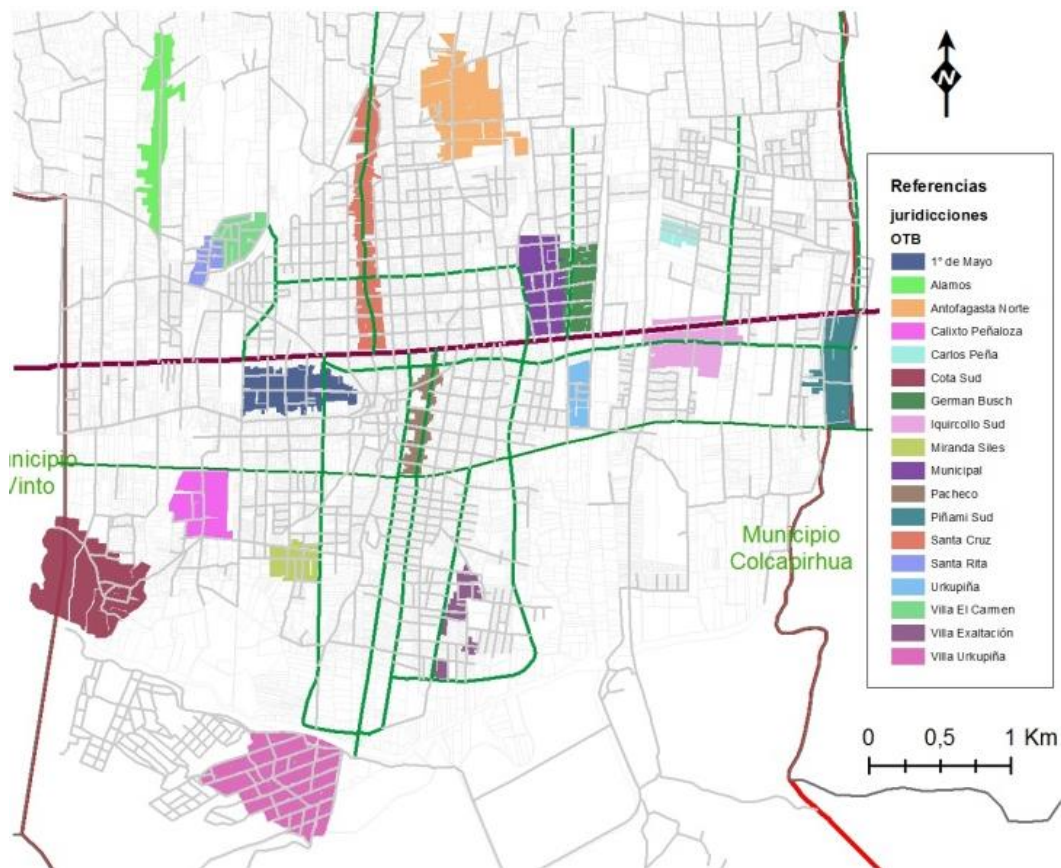 N
Referencias
juridicciones
OTB
1° de Mayo
Alamos
Antofagasta Norte
Calixto Peñaloza
Carlos Peña
Cota Sud
German Busch
Iquircollo Sud
Miranda Siles
Municipal
Pacheco
Piñami Sud
Santa Cruz
Santa Rita
Urkupiña
Villa El Carmen
Villa Exaltación
Villa Urkupiña
unicipio
Vinto
Municipio
Colcapirhua
0 0,5 1 Km